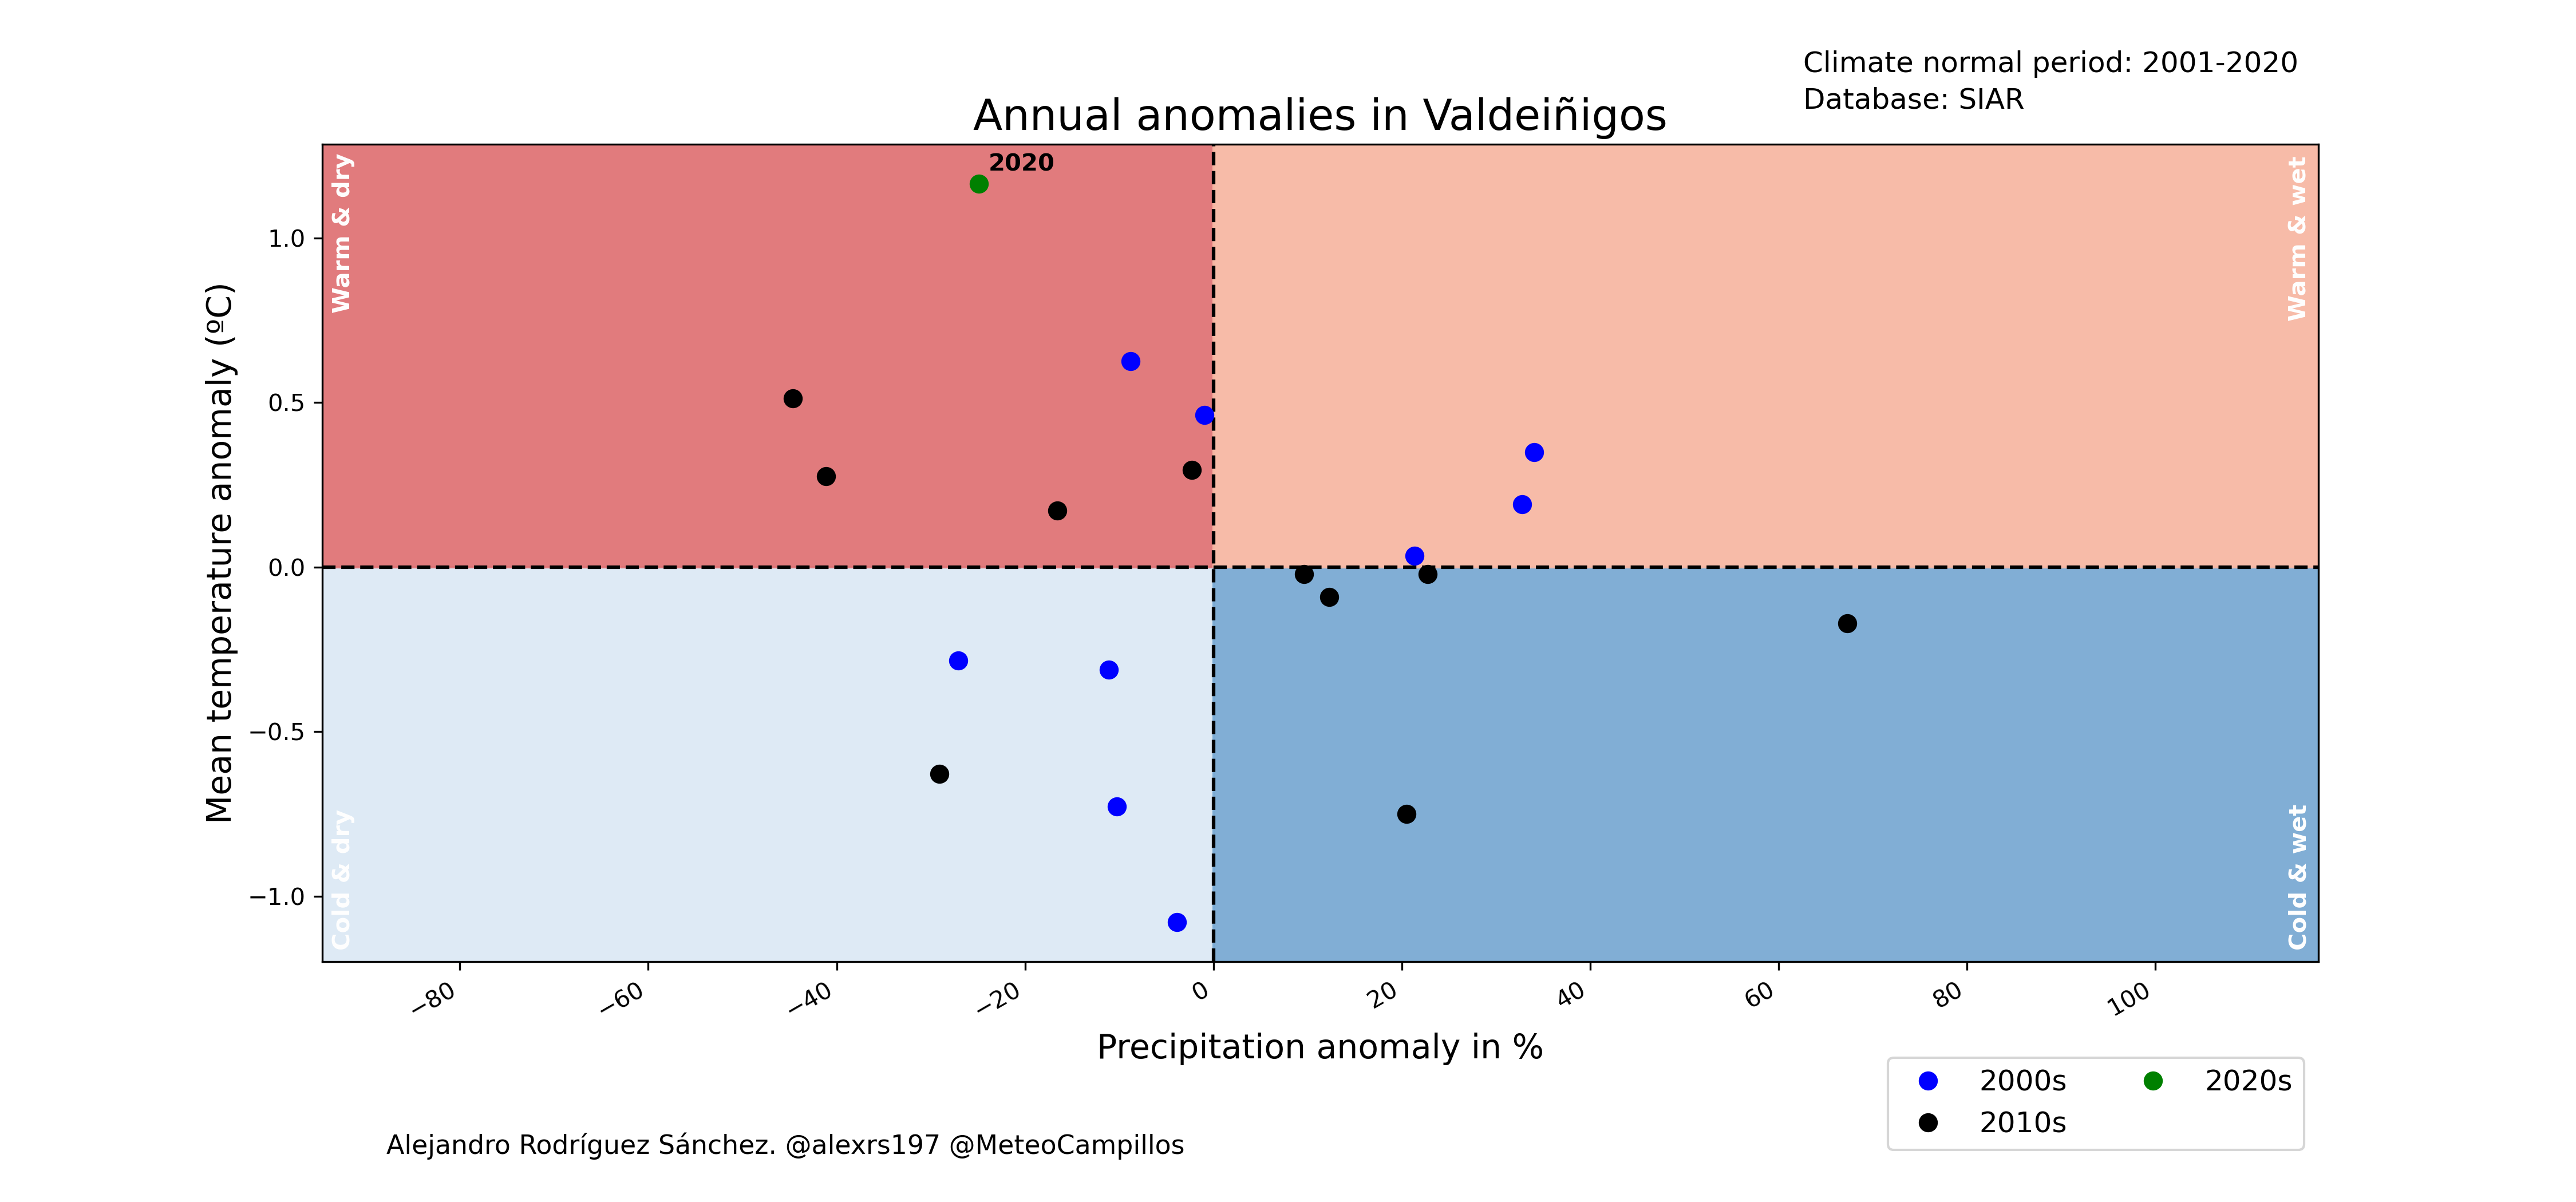 Climate normal period: 2001-2020
Database: SIAR
Annual anomalies in Valdeiñigos
2020
Warm & dry
Warm & wet
1.0
0.5
0.0
−0.5
−1.0
Mean temperature anomaly (ºC)
Cold & dry
Cold & wet
−80
−60
−40
−20
0
20
40
60
80
100
Precipitation anomaly in %
2000s
2020s
2010s
Alejandro Rodríguez Sánchez. @alexrs197 @MeteoCampillos